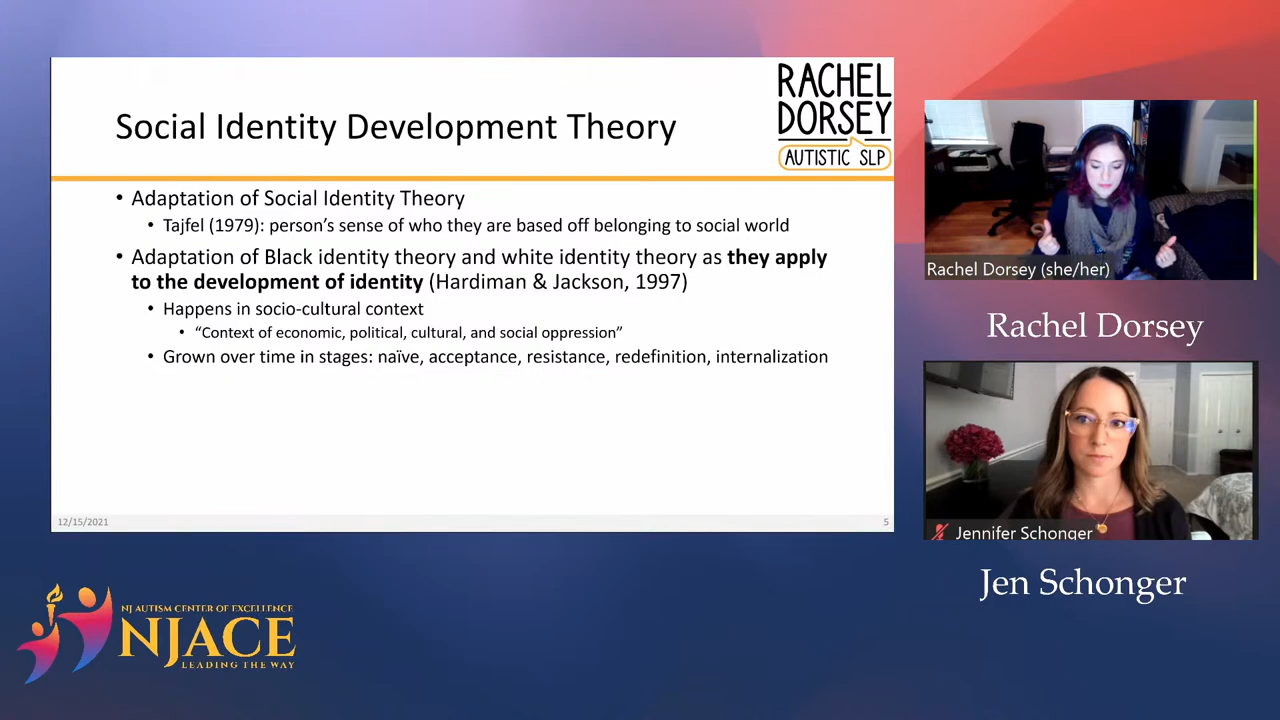 Social Identity Development Theory
RACHEL
DORSEY
AUTISTIC SLP
• Adaptation of Social Identity Theory
• Tajfel (1979): person’s sense of who they are based off belonging to social world
• Adaptation of Black identity theory and white identity theory as they apply
to the development of identity (Hardiman & Jackson, 1997)
• Happens in socio-cultural context
• “Context of economic, political, cultural, and social oppression”
• Grown over time in stages: naïve, acceptance, resistance, redefinition, internalization
12/15/2021
5
Rachel Dorsey (she/her)
Rachel Dorsey
Jennifer Schonger
Jen Schonger
NJ AUTISM CENTER OF EXCELLENCE
NJACE
LEADING THE WAY